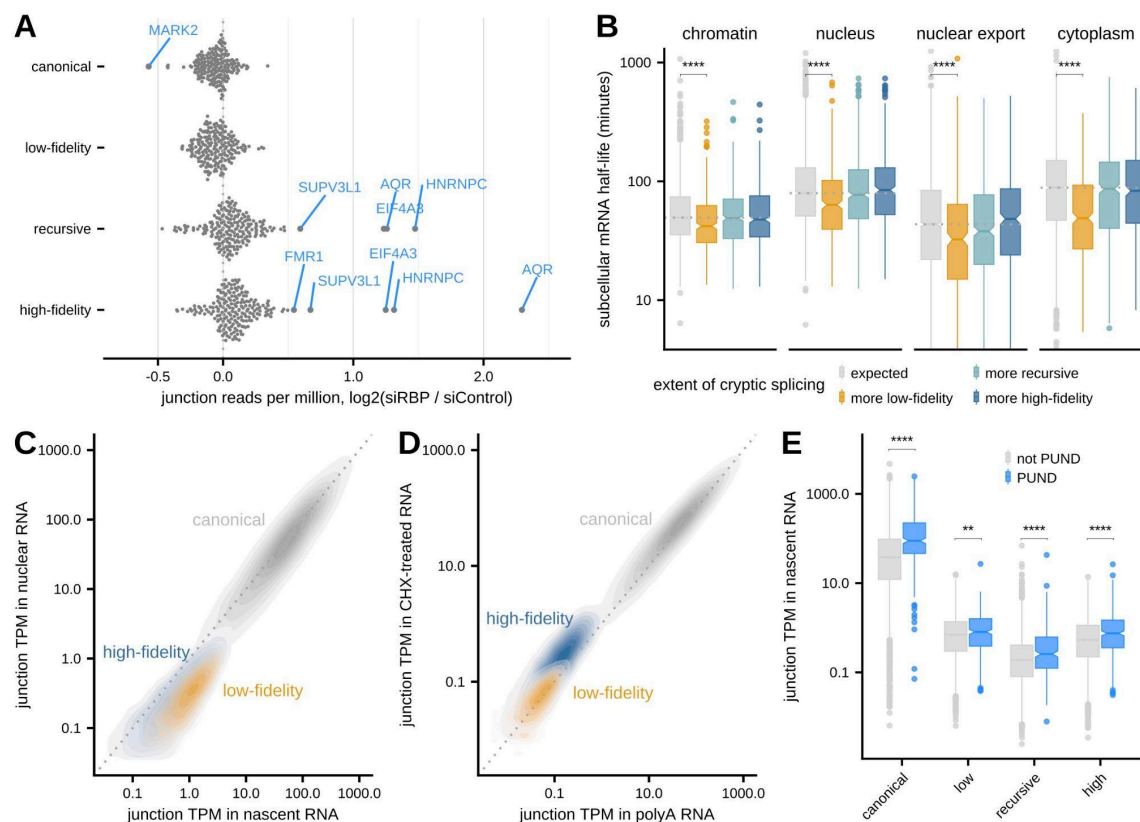 A
MARK2
canonical
low-fidelity
SUPV3L1
AQR
HNRNPC
EIF4A3
recursive
FMR1
EIF4A3
SUPV3L1
HNRNPC
AQR
high-fidelity
-0.5
0.0
1.0
2.0
junction reads per million, log2(siRBP / siControl)
B
chromatin
nucleus
nuclear export
cytoplasm
subcellular mRNA half-life (minutes)
1000
100
10
****
****
****
****
extent of cryptic splicing
expected
more low-fidelity
more recursive
more high-fidelity
C
junction TPM in nuclear RNA
1000.0
100.0
10.0
1.0
0.1
canonical
high-fidelity
low-fidelity
0.1
1.0
10.0
1000.0
junction TPM in nascent RNA
D
junction TPM in CHX-treated RNA
1000.0
10.0
0.1
canonical
high-fidelity
low-fidelity
0.1
10.0
1000.0
junction TPM in polyA RNA
E
junction TPM in nascent RNA
1000.0
10.0
0.1
not PUND
PUND
****
**
****
****
canonical
low
recursive
high